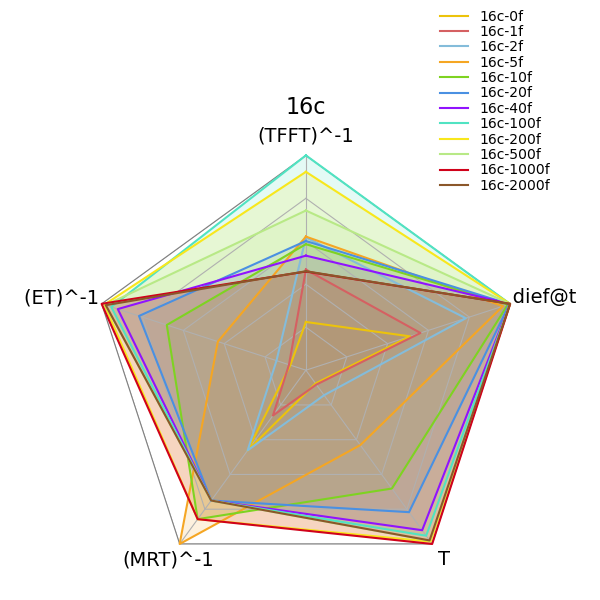 16c-0f
16c-1f
16c-2f
16c-5f
16c-10f
16c-20f
16c-40f
16c-100f
16c-200f
16c-500f
16c-1000f
16c-2000f
16c
(TFFT)^-1
(ET)^-1
dief@t
(MRT)^-1
T